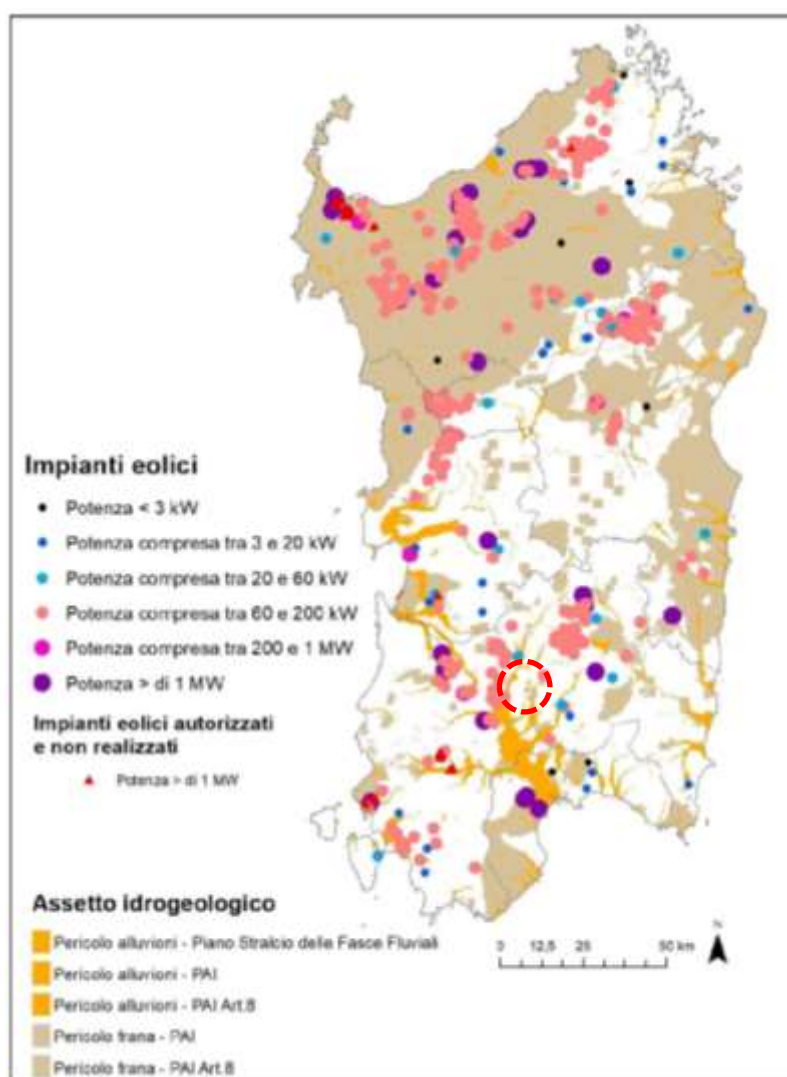 Impianti eolici
Potenza < 3 kW
Potenza compresa tra 3 e 20 kW
Potenza compresa tra 20 e 60 kW
Potenza compresa tra 60 e 200 kW
Potenza compresa tra 200 e 1 MW
Potenza > di 1 MW
Impianti eolici autorizzati
e non realizzati
Potenza > di 1 MW
Assetto idrogeologico
Pericolo alluvioni - Piano Stralcio delle Fasce Fluviali
Pericolo alluvioni - PAI
Pericolo alluvioni - PAI Art.8
Pericolo frana - PAI
Pericolo frana - PAI Art.8
0 12,5 25 50 km
N